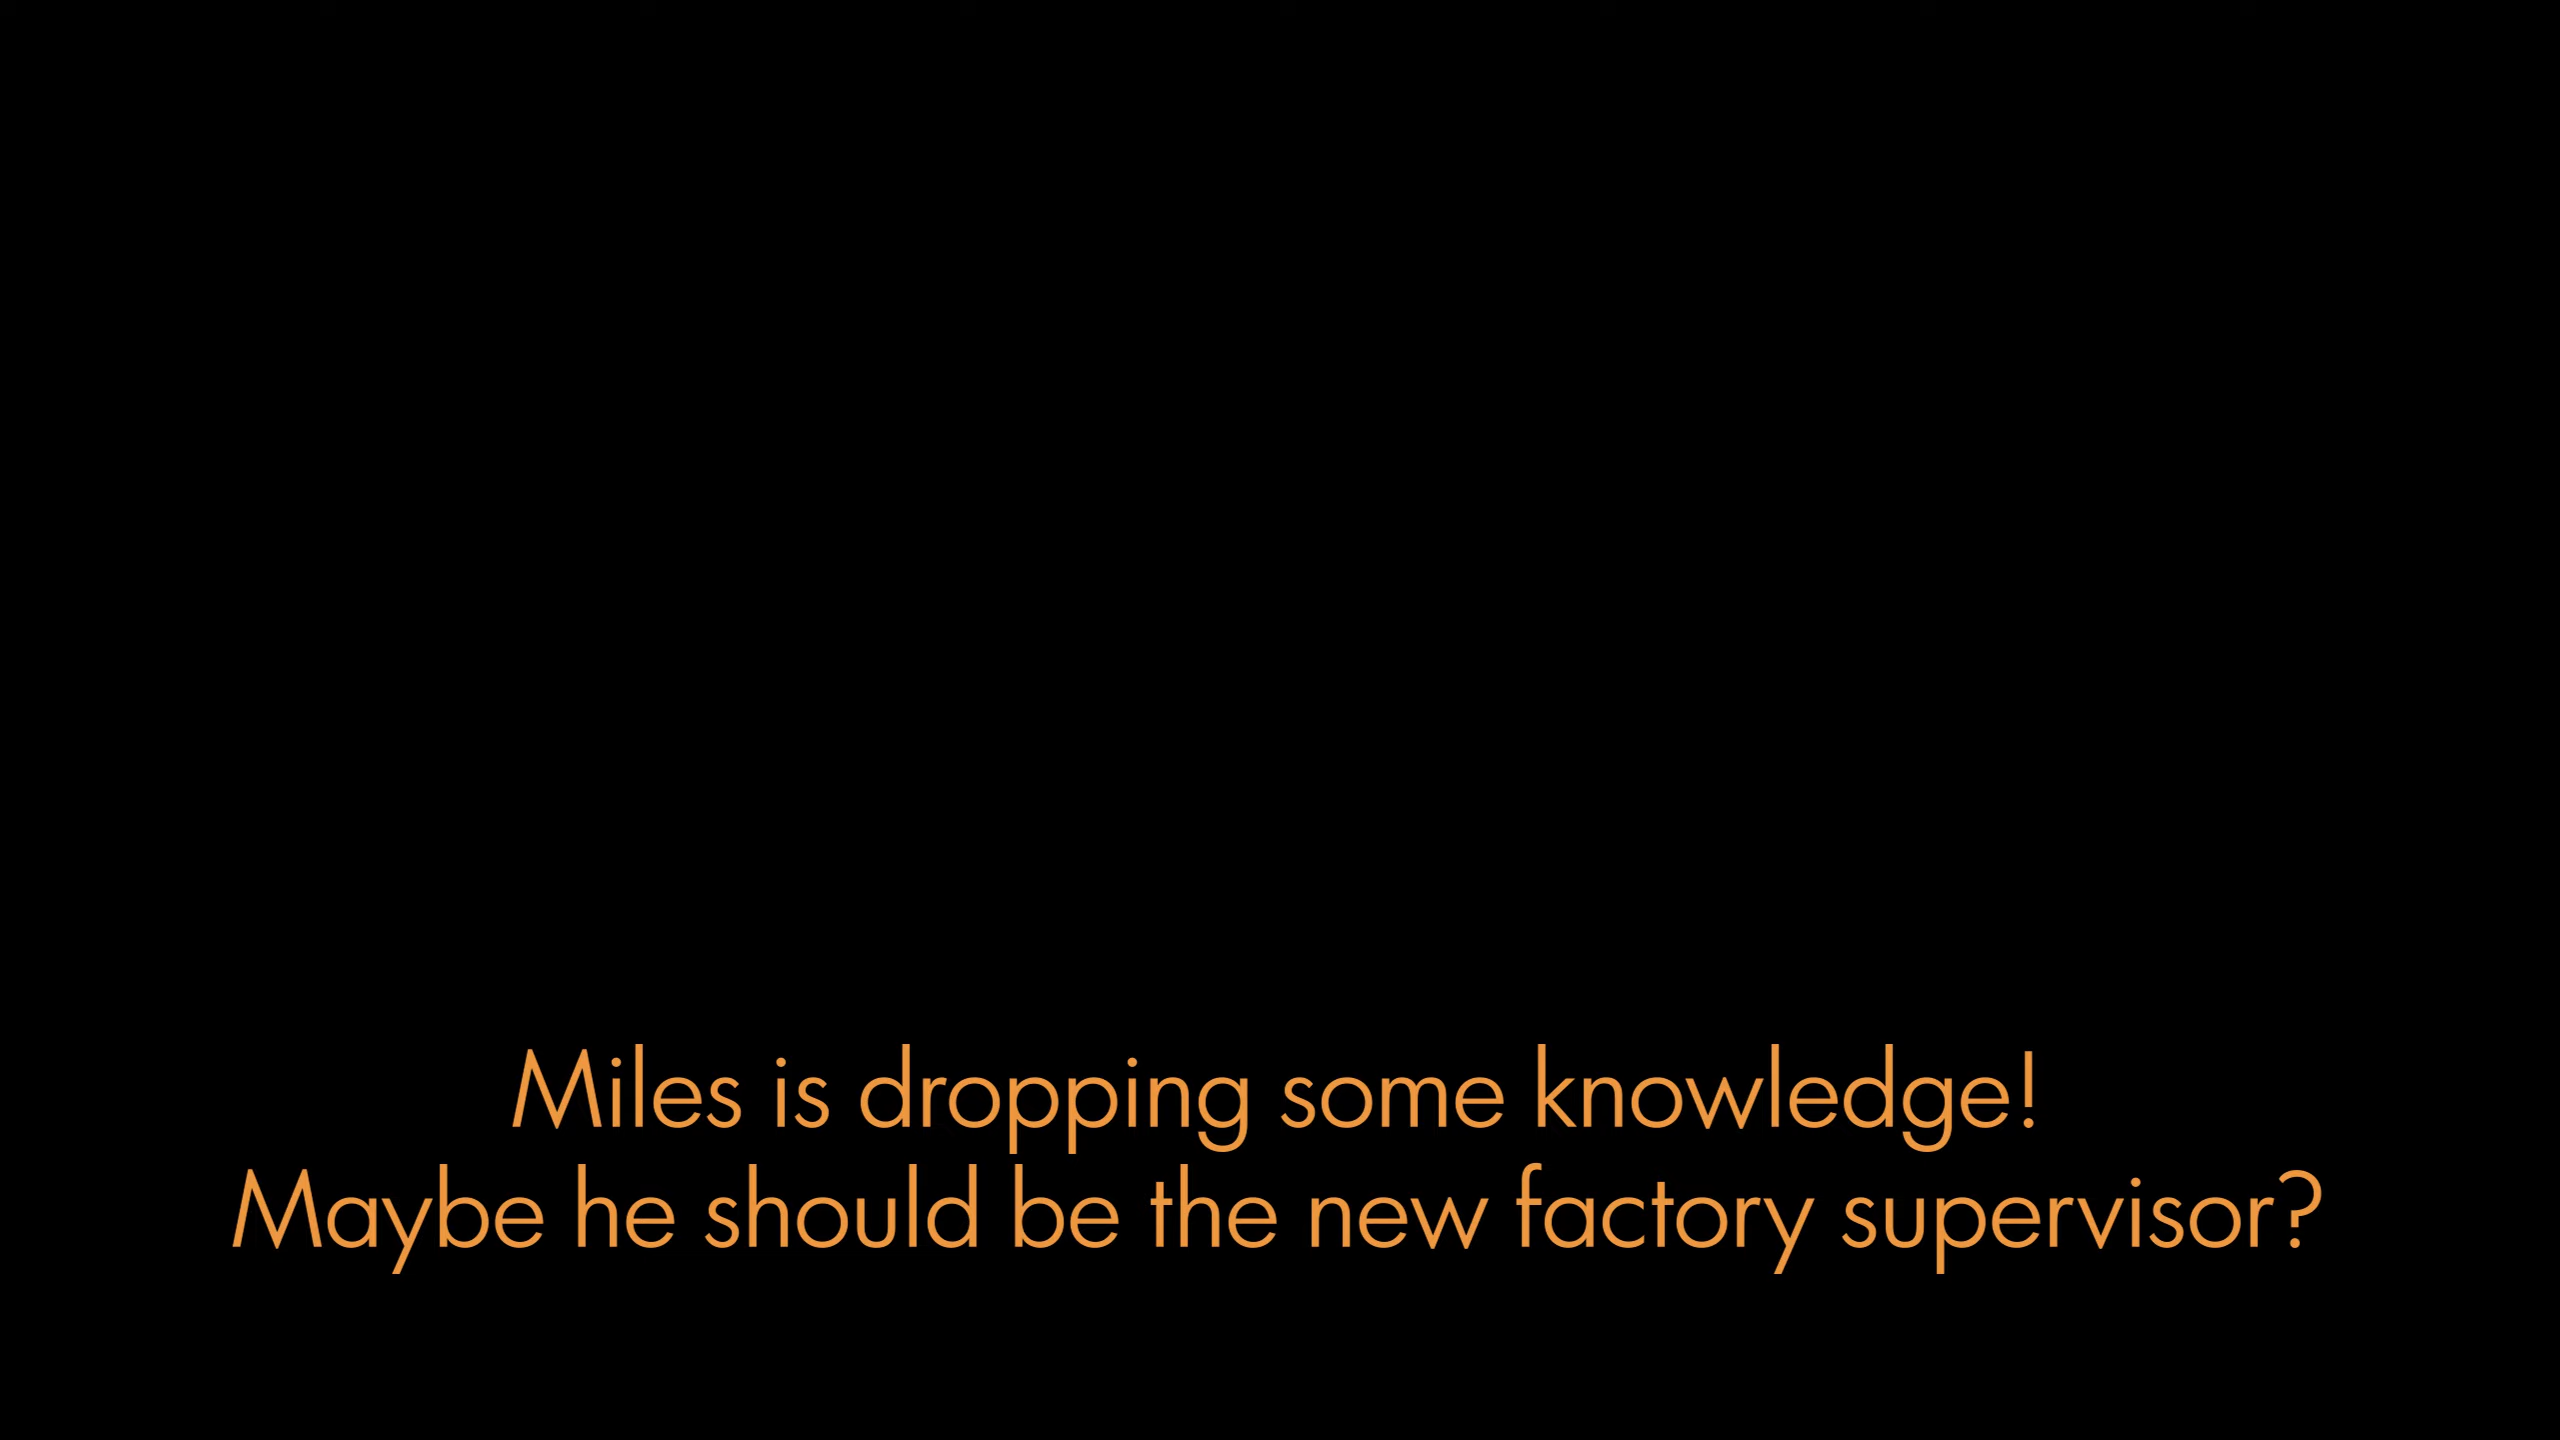 Miles is dropping some knowledge!
Maybe he should be the new factory supervisor?